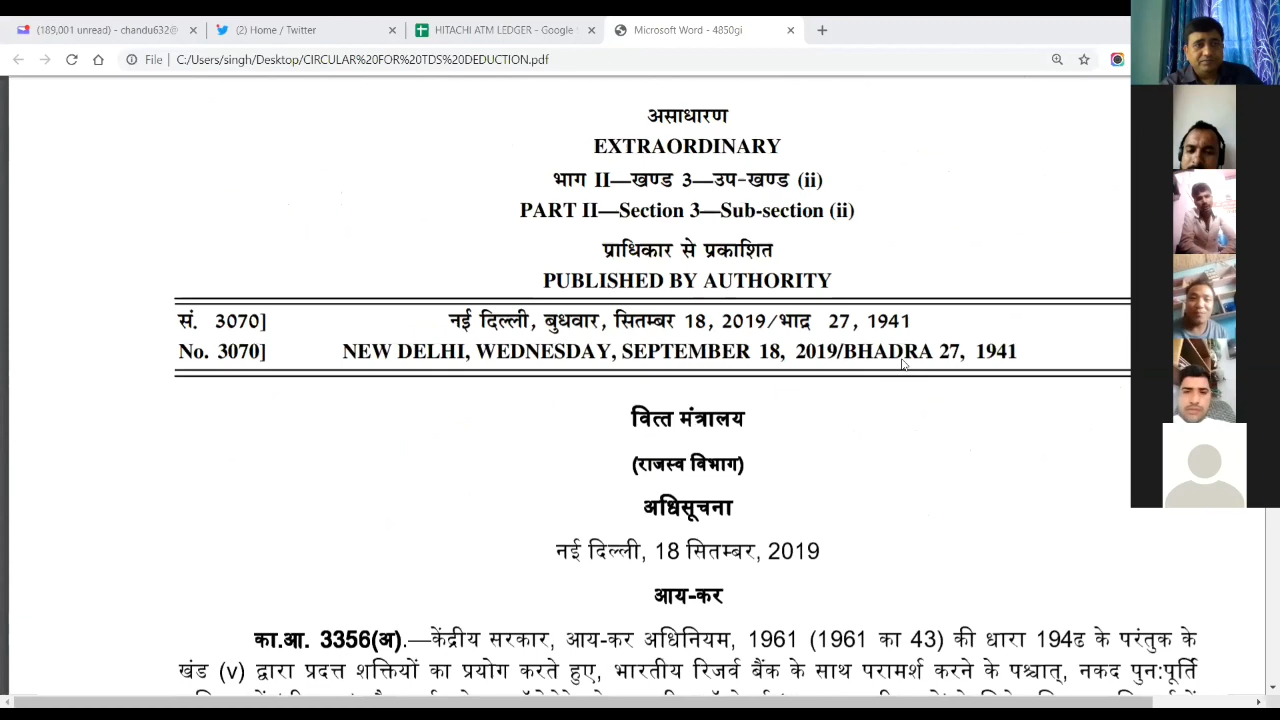 (189,001 unread) - chandu632@
(2) Home / Twitter
HITACHI ATM LEDGER - Google
Microsoft Word - 4850gi
File
C:/Users/singh/Desktop/CIRCULAR%20FOR%20TDS%20DEDUCTION.pdf
असाधारण
EXTRAORDINARY
भाग II—खण्ड 3—उप-खण्ड (ii)
PART II—Section 3—Sub-section (ii)
प्राधिकार से प्रकाशित
PUBLISHED BY AUTHORITY
सं. 3070] नई दिल्ली, बुधवार, सितम्बर 18, 2019/भाद्र 27, 1941
No. 3070] NEW DELHI, WEDNESDAY, SEPTEMBER 18, 2019/BHADRA 27, 1941
वित्त मंत्रालय
(राजस्व विभाग)
अधिसूचना
नई दिल्ली, 18 सितम्बर, 2019
आय-कर
का.आ. 3356(अ).—केंद्रीय सरकार, आय-कर अधिनियम, 1961 (1961 का 43) की धारा 194ढ के परंतुक के
खंड (v) द्वारा प्रदत्त शक्तियों का प्रयोग करते हुए, भारतीय रिजर्व बैंक के साथ परामर्श करने के पश्चात्, नकद पुन:पूर्ति